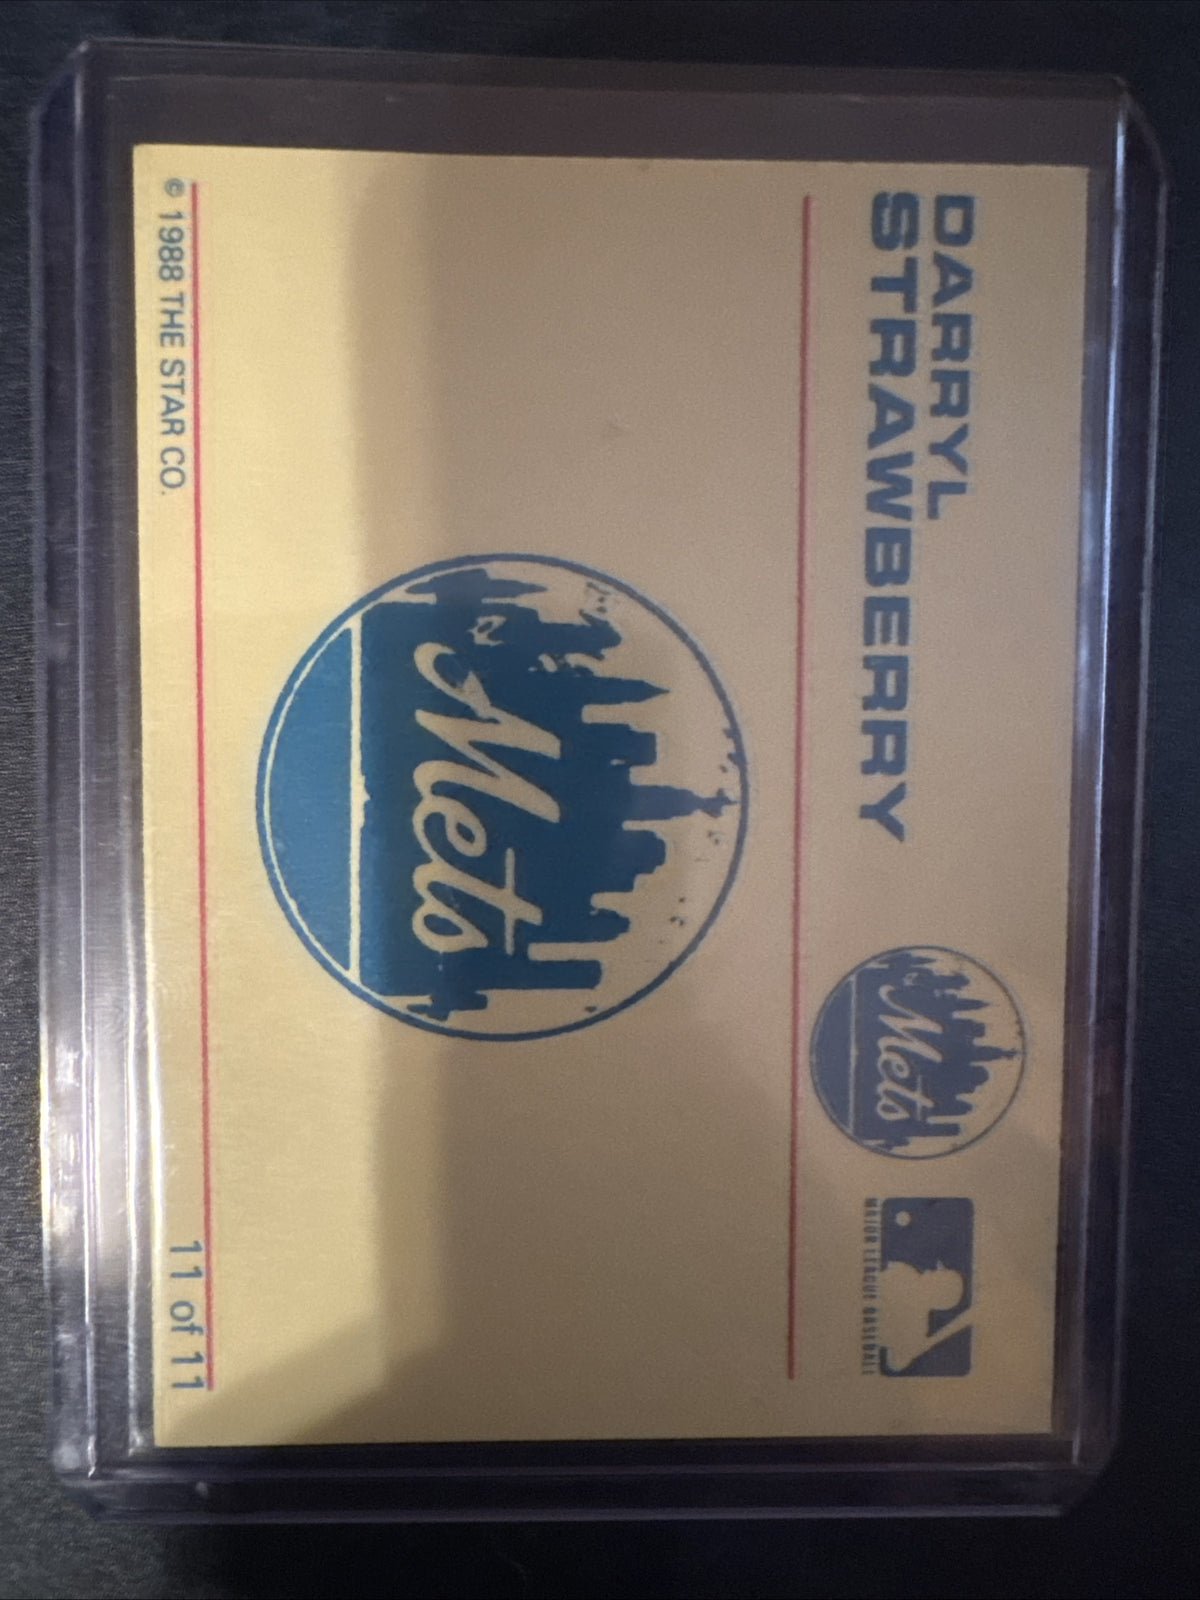 DARRYL
STRAWBERRY
Mets
MAJOR LEAGUE BASEBALL
Mets
© 1988 THE STAR CO.
11 of 11